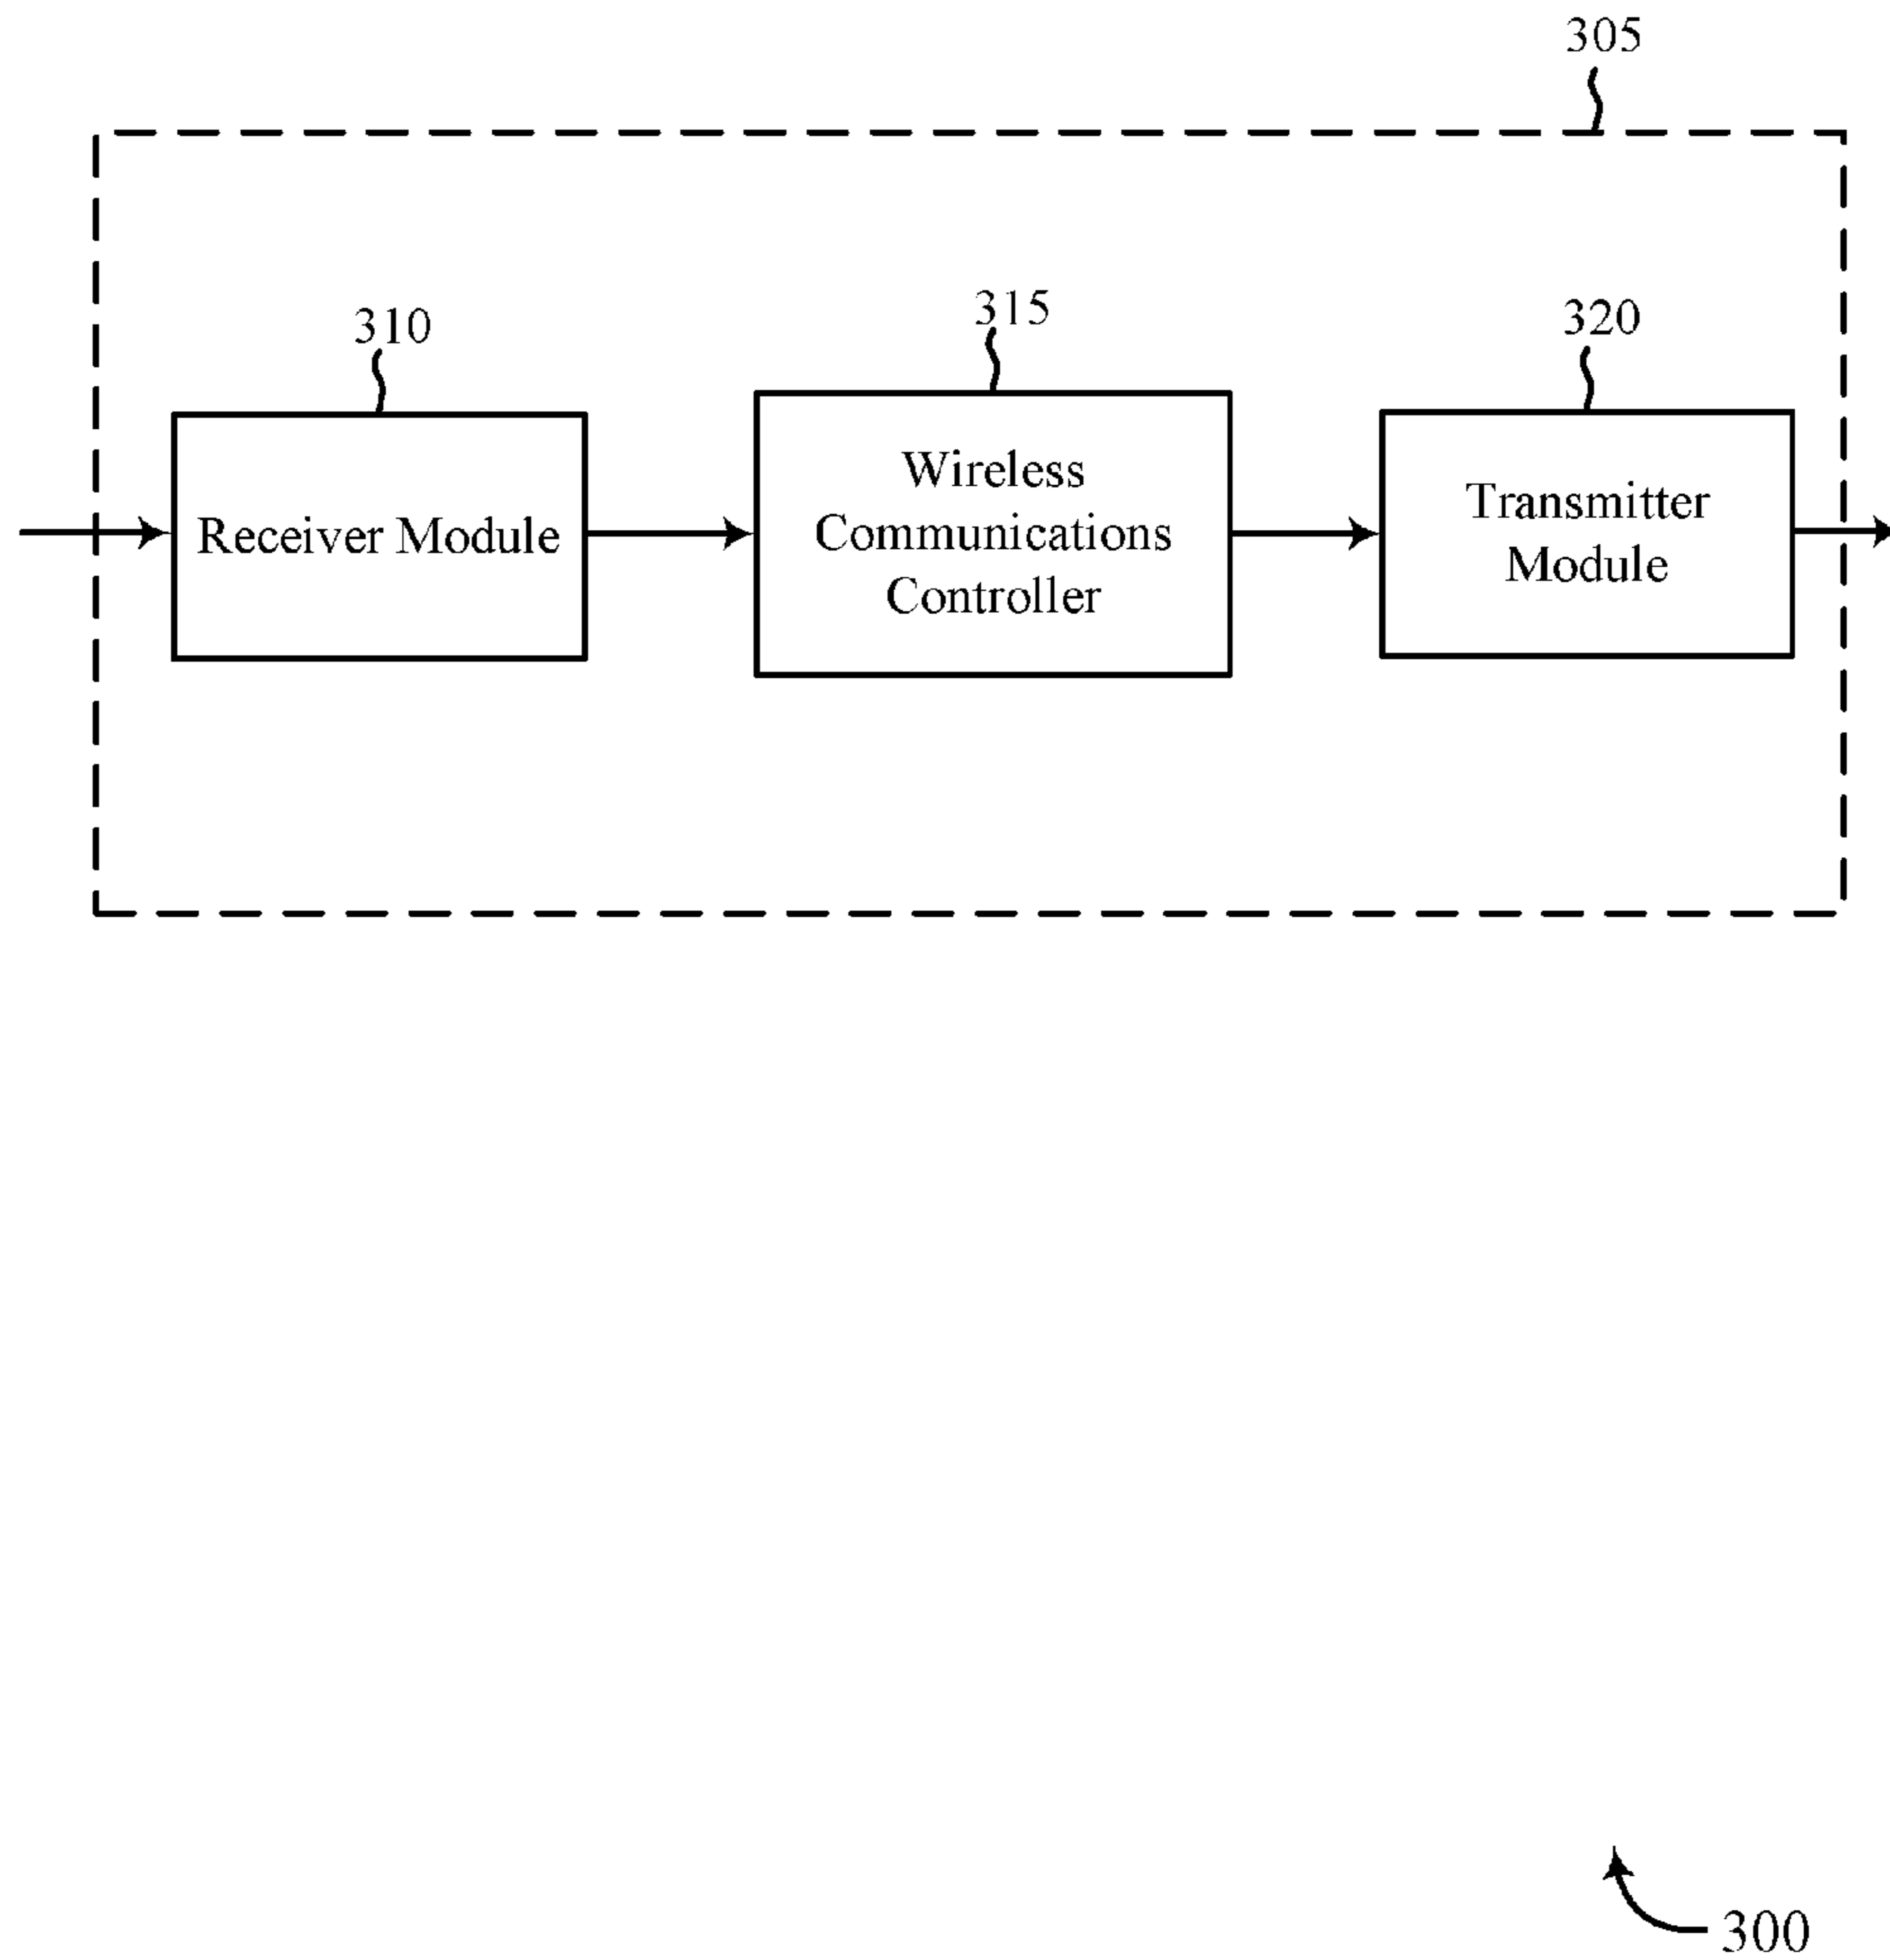 305
310
315
320
Receiver Module
Wireless
Communications
Controller
Transmitter
Module
300